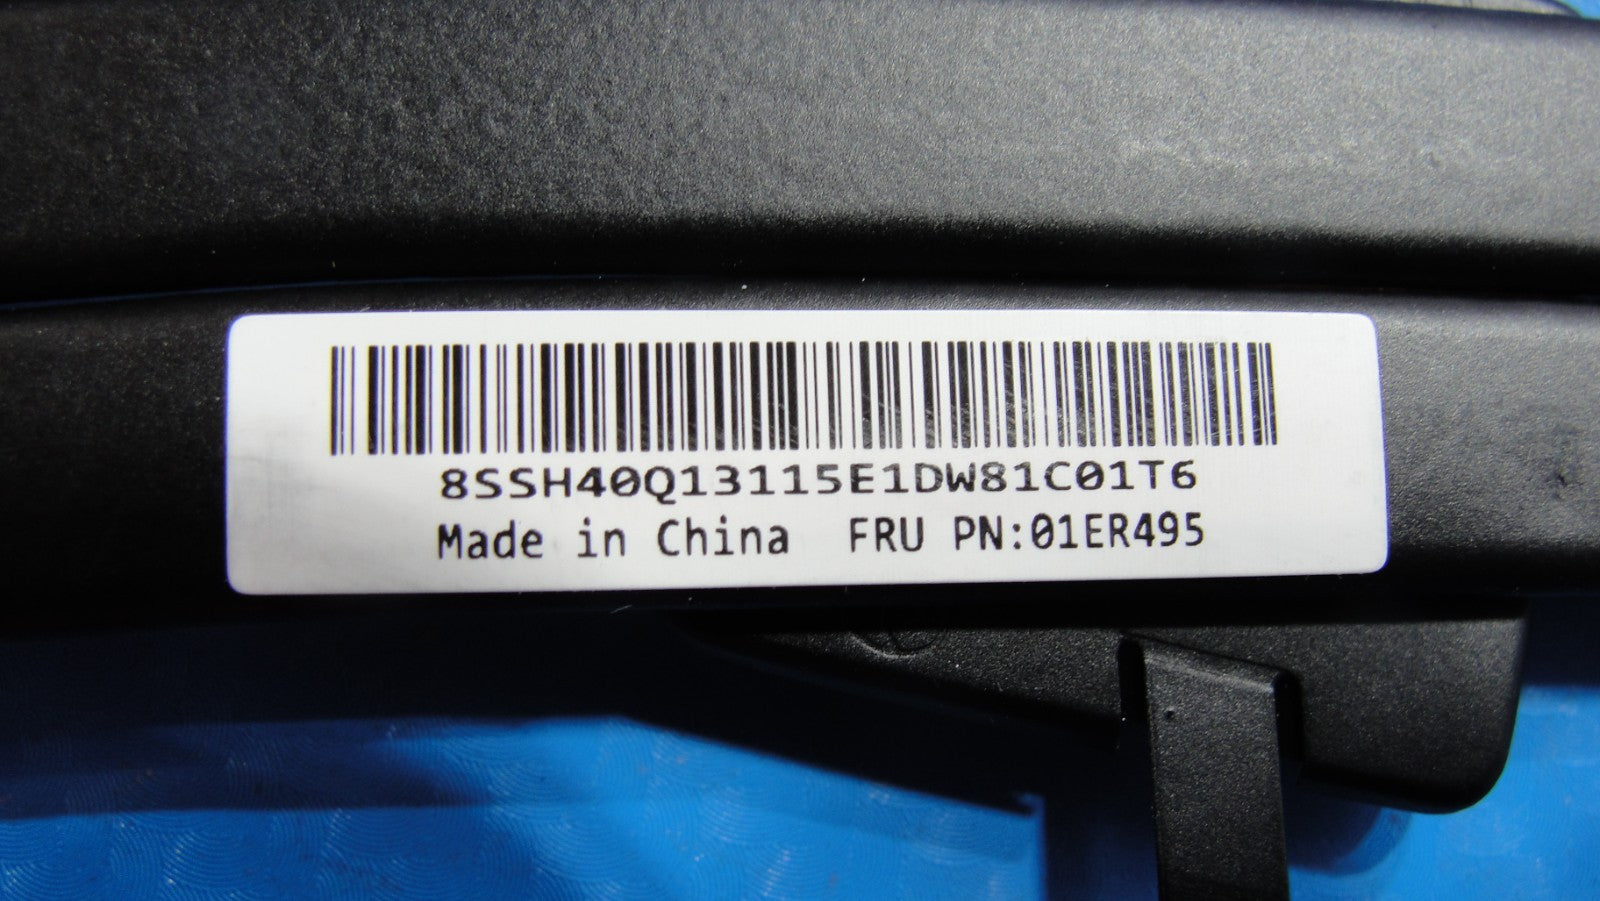 8SSH40Q13115E1DW81C01T6
Made in China FRU PN:01ER495